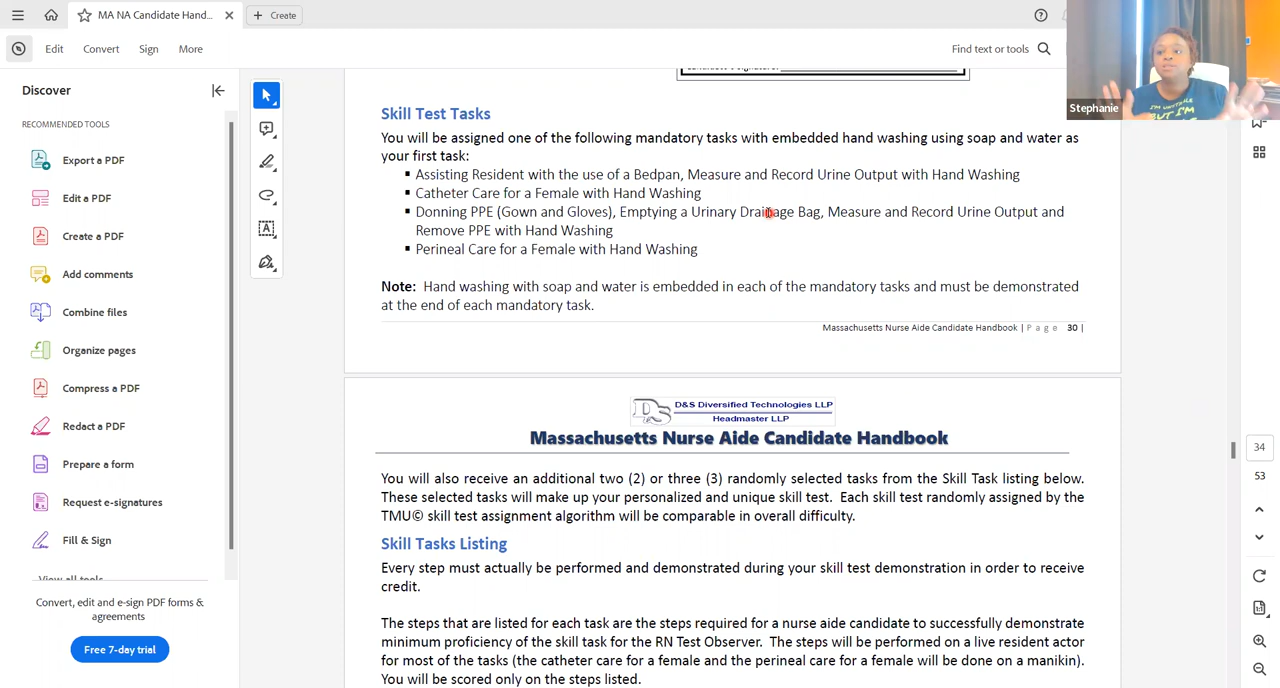 MA NA Candidate Hand...
Create
Edit
Convert
Sign
More
Find text or tools
Stephanie
I'M
BUT I'M
Discover
RECOMMENDED TOOLS
Export a PDF
Edit a PDF
Create a PDF
Add comments
Combine files
Organize pages
Compress a PDF
Redact a PDF
Prepare a form
Request e-signatures
Fill & Sign
View all tools
Convert, edit and e-sign PDF forms &
agreements
Free 7-day trial
Skill Test Tasks
You will be assigned one of the following mandatory tasks with embedded hand washing using soap and water as
your first task:
▪ Assisting Resident with the use of a Bedpan, Measure and Record Urine Output with Hand Washing
▪ Catheter Care for a Female with Hand Washing
▪ Donning PPE (Gown and Gloves), Emptying a Urinary Drainage Bag, Measure and Record Urine Output and
Remove PPE with Hand Washing
▪ Perineal Care for a Female with Hand Washing
Note: Hand washing with soap and water is embedded in each of the mandatory tasks and must be demonstrated
at the end of each mandatory task.
Massachusetts Nurse Aide Candidate Handbook | Page 30 |
DS
D&S Diversified Technologies LLP
Headmaster LLP
Massachusetts Nurse Aide Candidate Handbook
You will also receive an additional two (2) or three (3) randomly selected tasks from the Skill Task listing below.
These selected tasks will make up your personalized and unique skill test. Each skill test randomly assigned by the
TMU© skill test assignment algorithm will be comparable in overall difficulty.
Skill Tasks Listing
Every step must actually be performed and demonstrated during your skill test demonstration in order to receive
credit.
The steps that are listed for each task are the steps required for a nurse aide candidate to successfully demonstrate
minimum proficiency of the skill task for the RN Test Observer. The steps will be performed on a live resident actor
for most of the tasks (the catheter care for a female and the perineal care for a female will be done on a manikin).
You will be scored only on the steps listed.
34
53